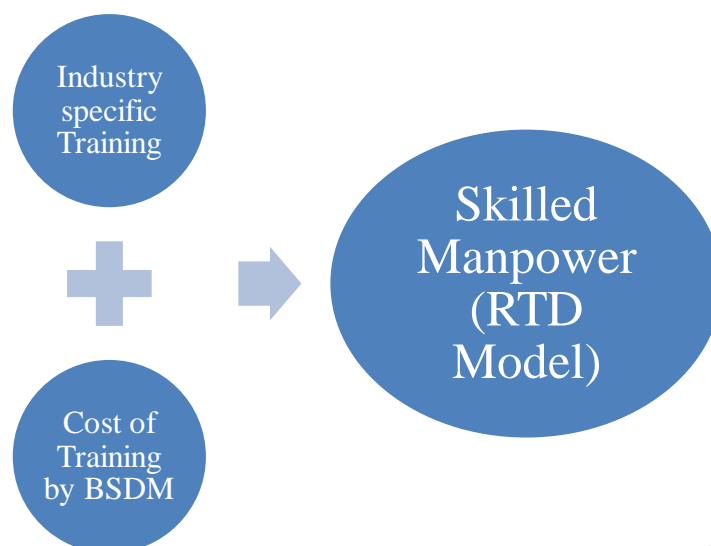 Industry
specific
Training
Cost of
Training
by BSDM
Skilled
Manpower
(RTD
Model)